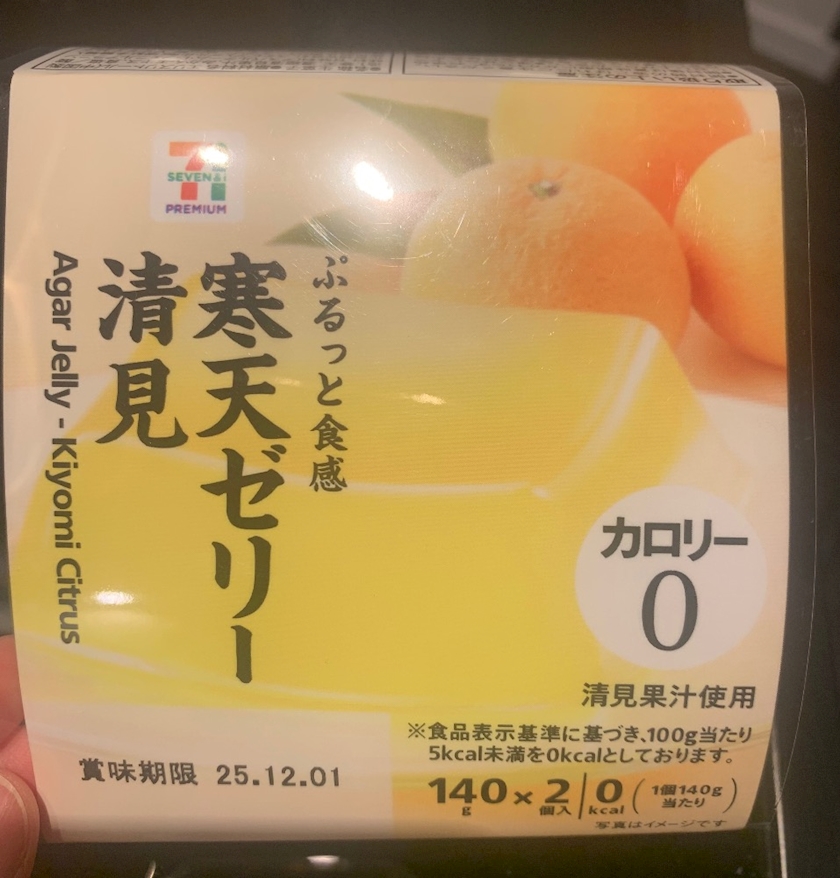 SEVEN&i
PREMIUM
ぷるっと食感
寒天ゼリー
清見
Agar Jelly - Kiyomi Citrus
カロリー
0
清見果汁使用
※食品表示基準に基づき、100g当たり
5kcal未満を0kcalとしております。
賞味期限 25.12.01
140g×2個入 0kcal(1個140g当たり)
写真はイメージです